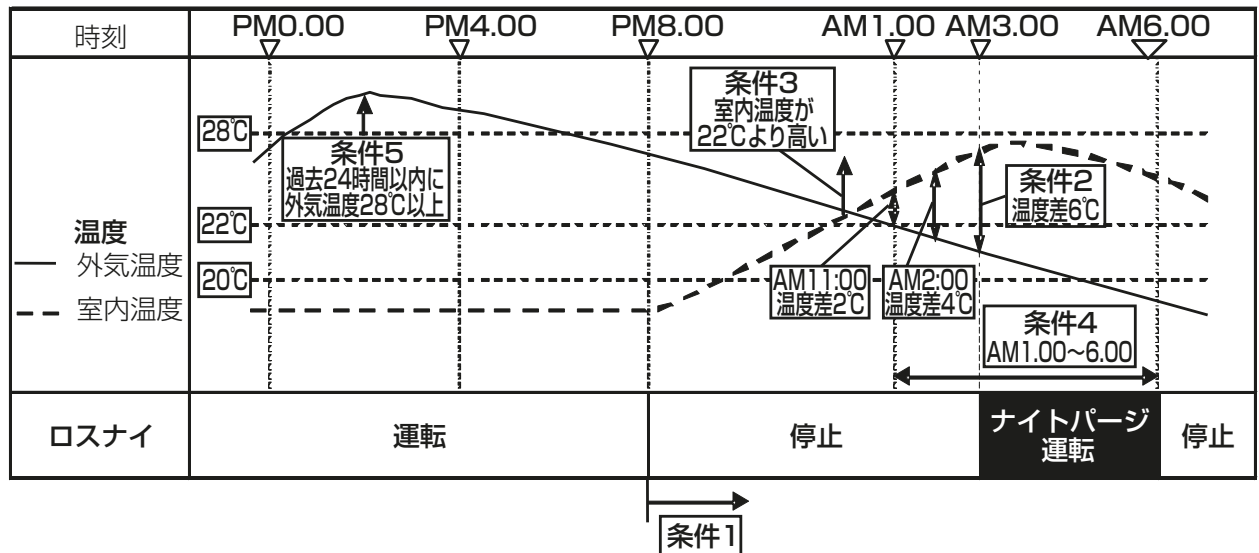 時刻
PM0.00 PM4.00 PM8.00 AM1.00 AM3.00 AM6.00
温度
外気温度
室内温度
28℃
22℃
20℃
条件5
過去24時間以内に
外気温度28℃以上
条件3
室内温度が
22℃より高い
条件2
温度差6℃
AM11:00
温度差2℃
AM2:00
温度差4℃
条件4
AM1.00～6.00
ロスナイ
運転
停止
ナイトパージ
運転
停止
条件1